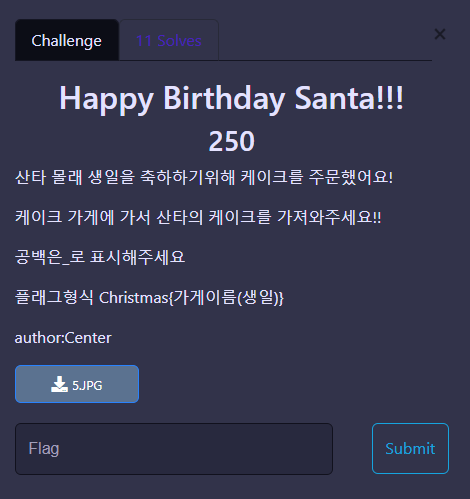 Challenge
11 Solves
×
Happy Birthday Santa!!!
250
산타 몰래 생일을 축하하기위해 케이크를 주문했어요!
케이크 가게에 가서 산타의 케이크를 가져와주세요!!
공백은_로 표시해주세요
플래그형식 Christmas{가게이름(생일)}
author:Center
5.JPG
Flag
Submit